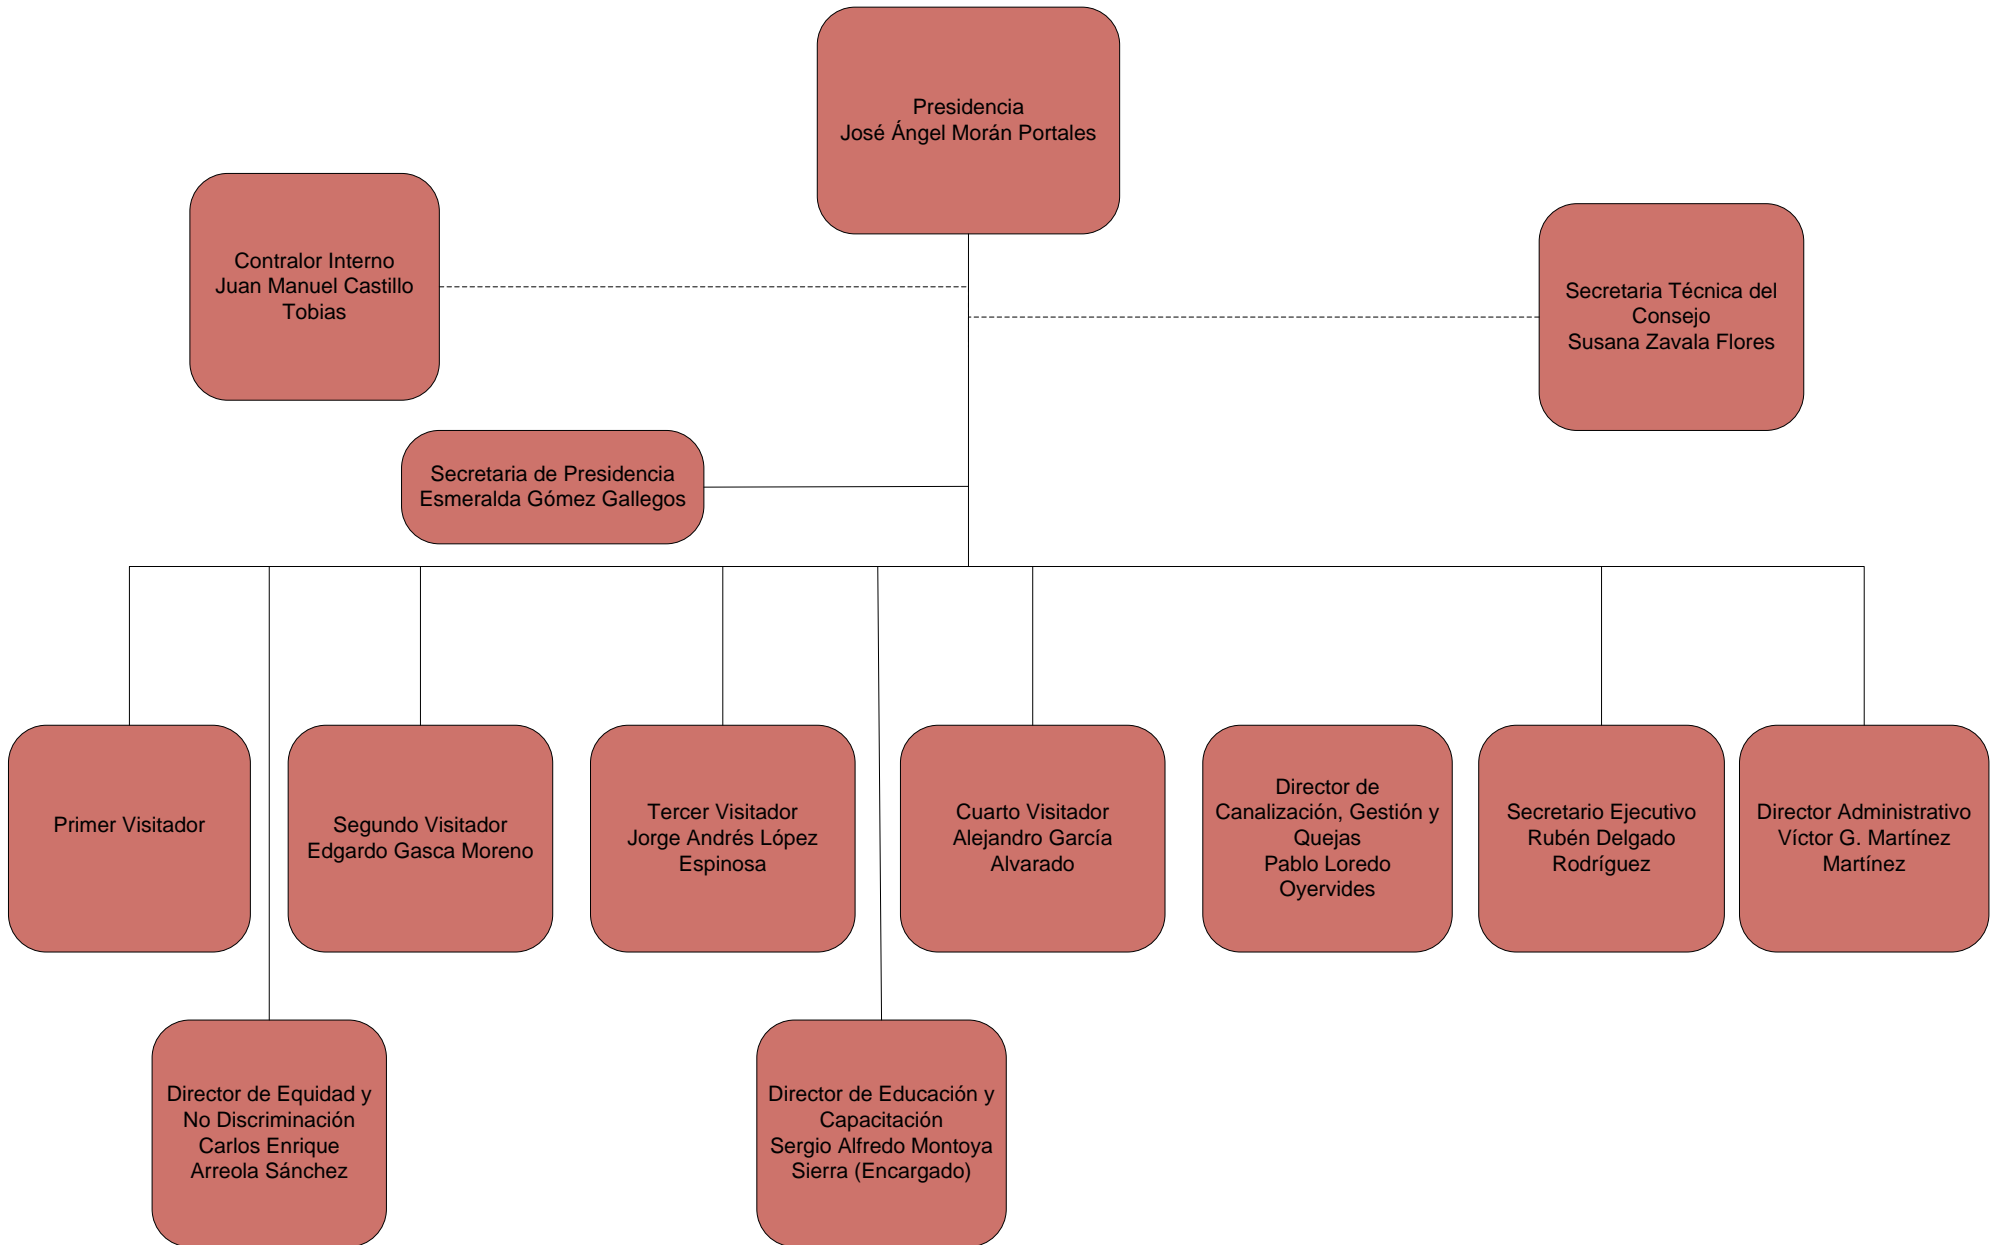 Presidencia
José Ángel Morán Portales
Contralor Interno
Juan Manuel Castillo
Tobias
Secretaria Técnica del
Consejo
Susana Zavala Flores
Secretaria de Presidencia
Esmeralda Gómez Gallegos
Primer Visitador
Segundo Visitador
Edgardo Gasca Moreno
Tercer Visitador
Jorge Andrés López
Espinosa
Cuarto Visitador
Alejandro García
Alvarado
Director de
Canalización, Gestión y
Quejas
Pablo Loredo
Oyervides
Secretario Ejecutivo
Rubén Delgado
Rodríguez
Director Administrativo
Víctor G. Martínez
Martínez
Director de Equidad y
No Discriminación
Carlos Enrique
Arreola Sánchez
Director de Educación y
Capacitación
Sergio Alfredo Montoya
Sierra (Encargado)